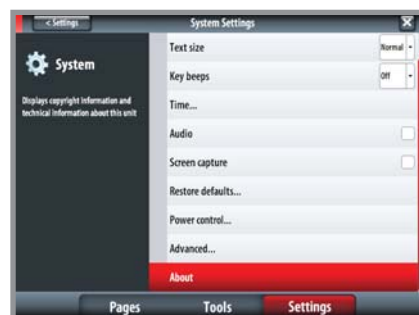 < Settings
System Settings
X
System
Displays copyright information and
technical information about this unit
Text size
Normal
Key beeps
Off
Time...
Audio
Screen capture
Restore defaults...
Power control...
Advanced...
About
Pages
Tools
Settings